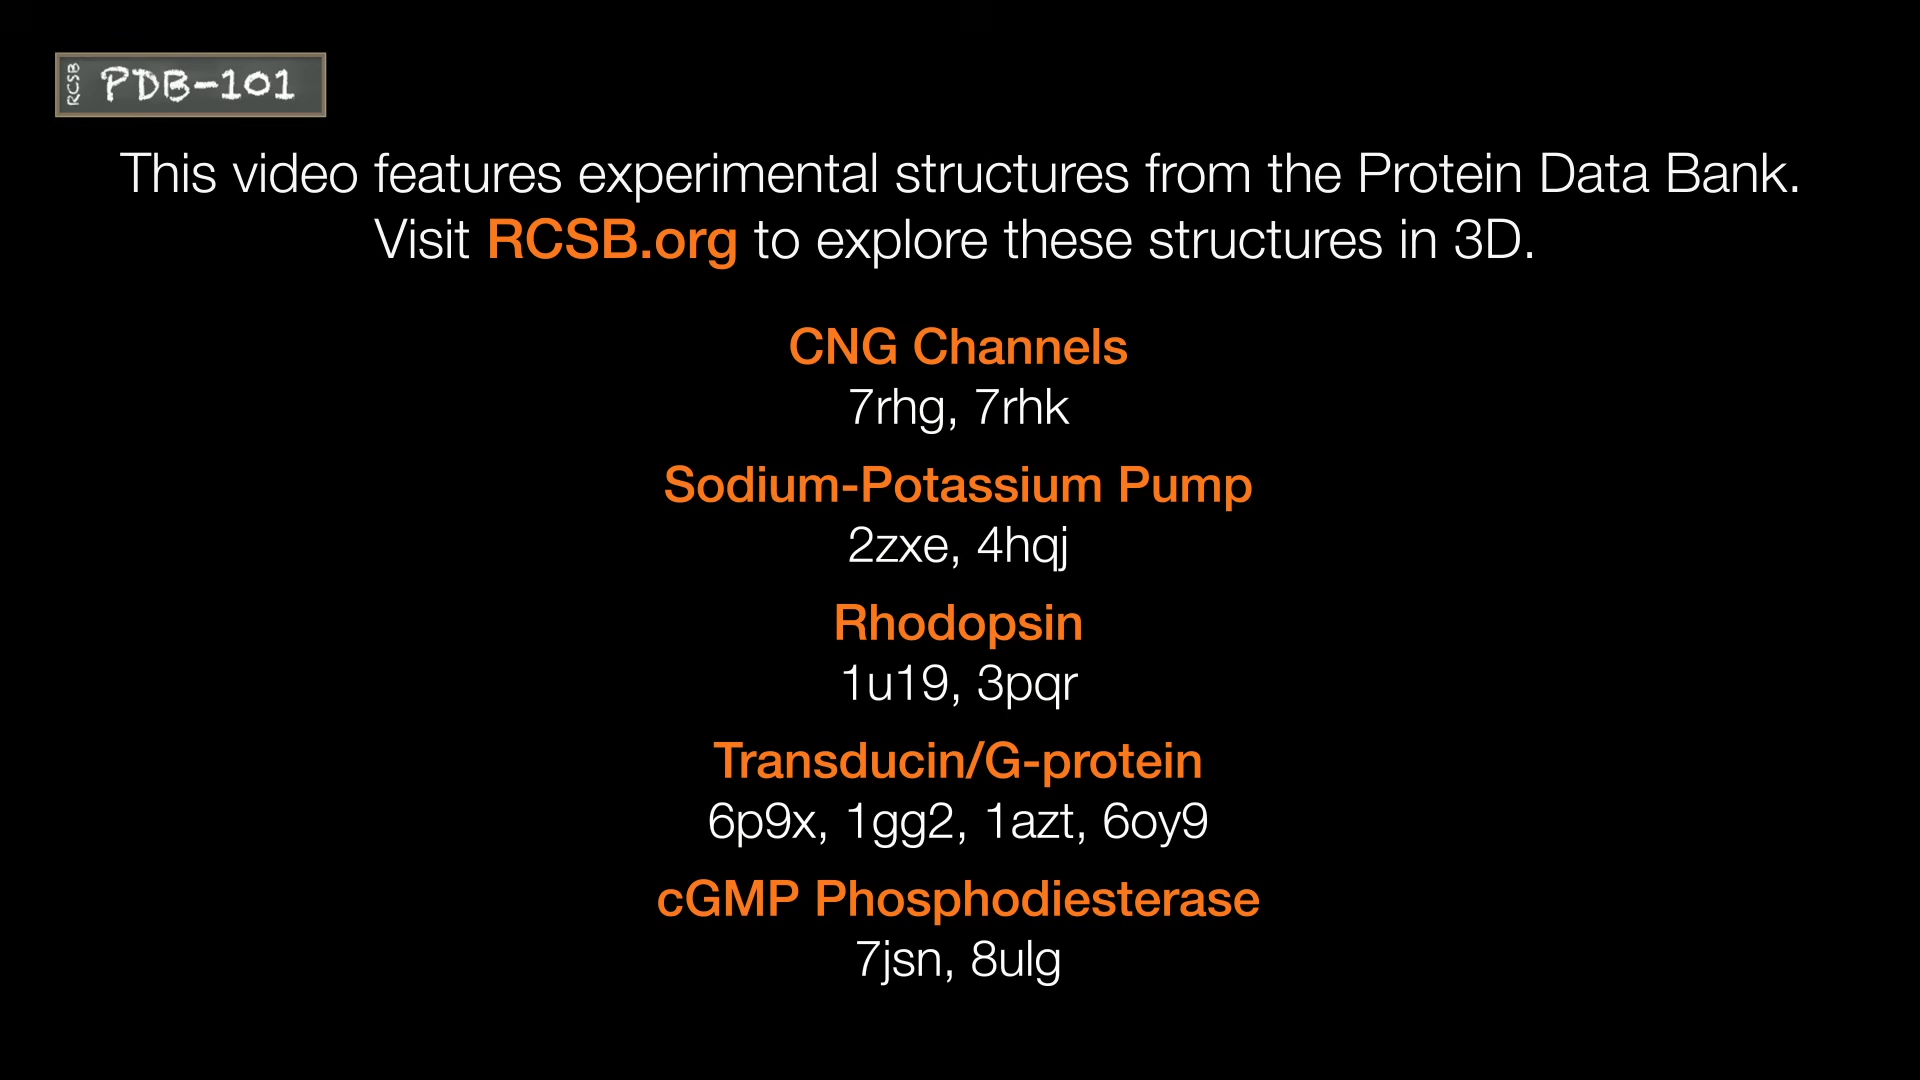 RCSB PDB-101
This video features experimental structures from the Protein Data Bank.
Visit RCSB.org to explore these structures in 3D.
CNG Channels
7rhg, 7rhk
Sodium-Potassium Pump
2zxe, 4hqj
Rhodopsin
1u19, 3pqr
Transducin/G-protein
6p9x, 1gg2, 1azt, 6oy9
cGMP Phosphodiesterase
7jsn, 8ulg